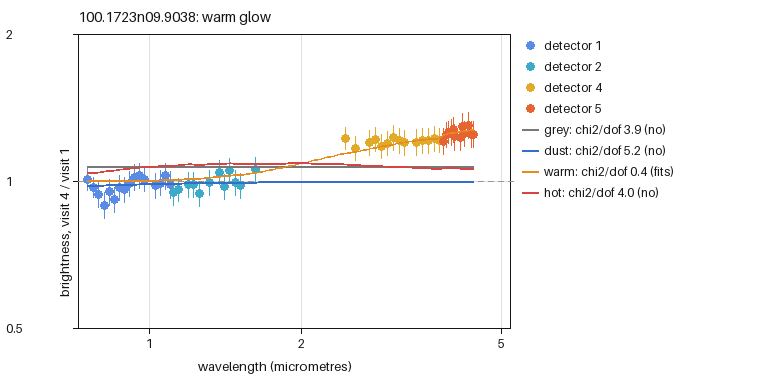 100.1723n09.9038: warm glow
2
1
0.5
brightness, visit 4 / visit 1
1
2
5
wavelength (micrometres)
detector 1
detector 2
detector 4
detector 5
grey: chi2/dof 3.9 (no)
dust: chi2/dof 5.2 (no)
warm: chi2/dof 0.4 (fits)
hot: chi2/dof 4.0 (no)